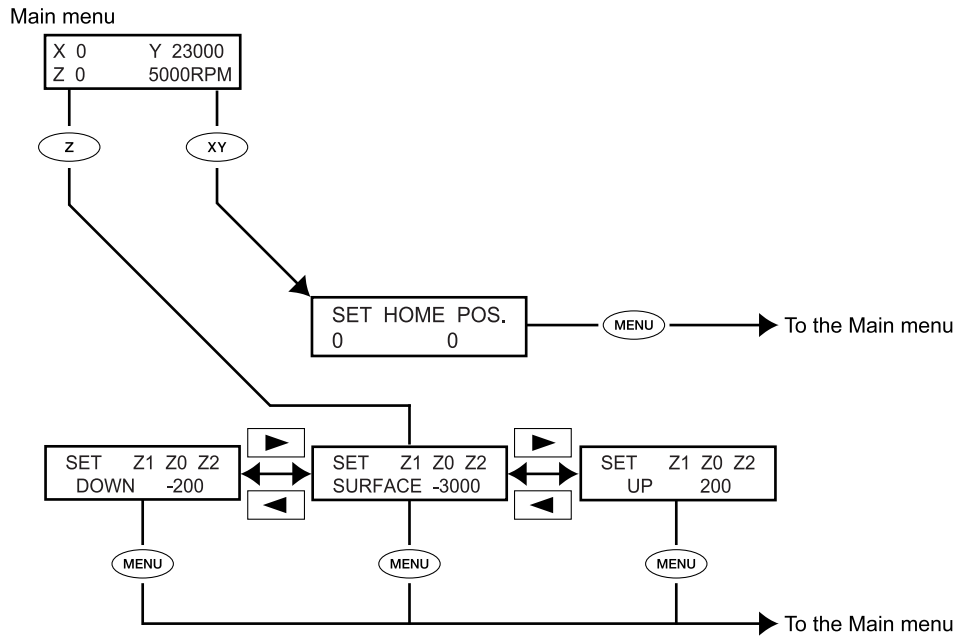 Main menu
X 0 Y 23000
Z 0 5000RPM
Z
XY
SET HOME POS.
0 0
MENU
To the Main menu
SET Z1 Z0 Z2
DOWN -200
SET Z1 Z0 Z2
SURFACE -3000
SET Z1 Z0 Z2
UP 200
MENU
MENU
MENU
To the Main menu